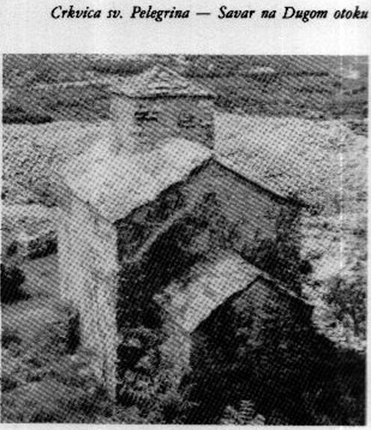 Crkvica sv. Pelegrina — Savar na Dugom otoku